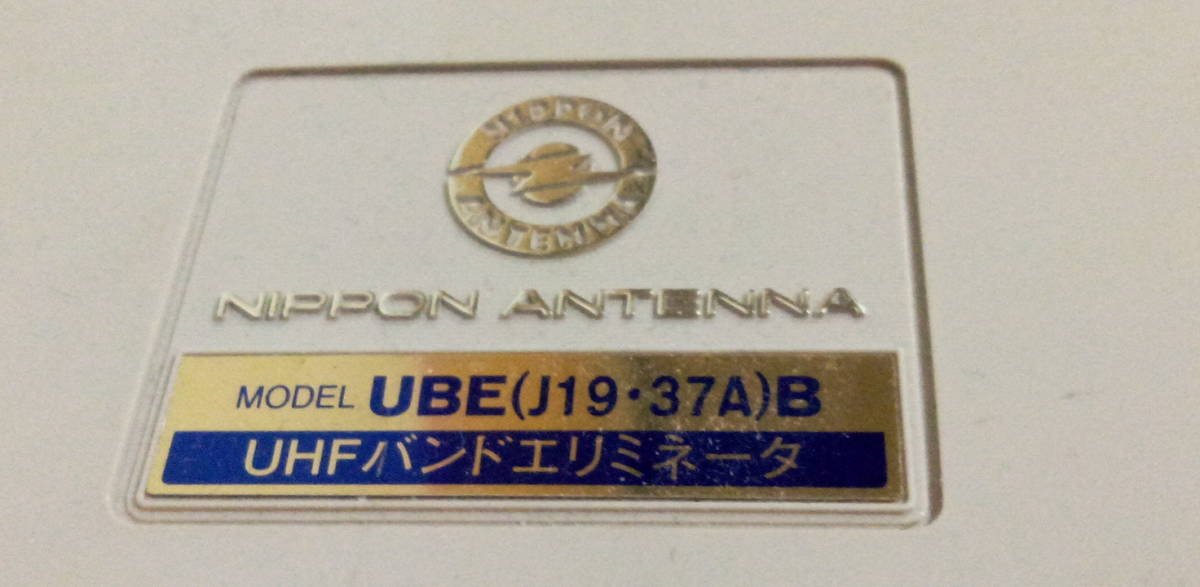 NIPPON
ANTENNA
NIPPON ANTENNA
MODEL UBE(J19・37A)B
UHFバンドエリミネータ